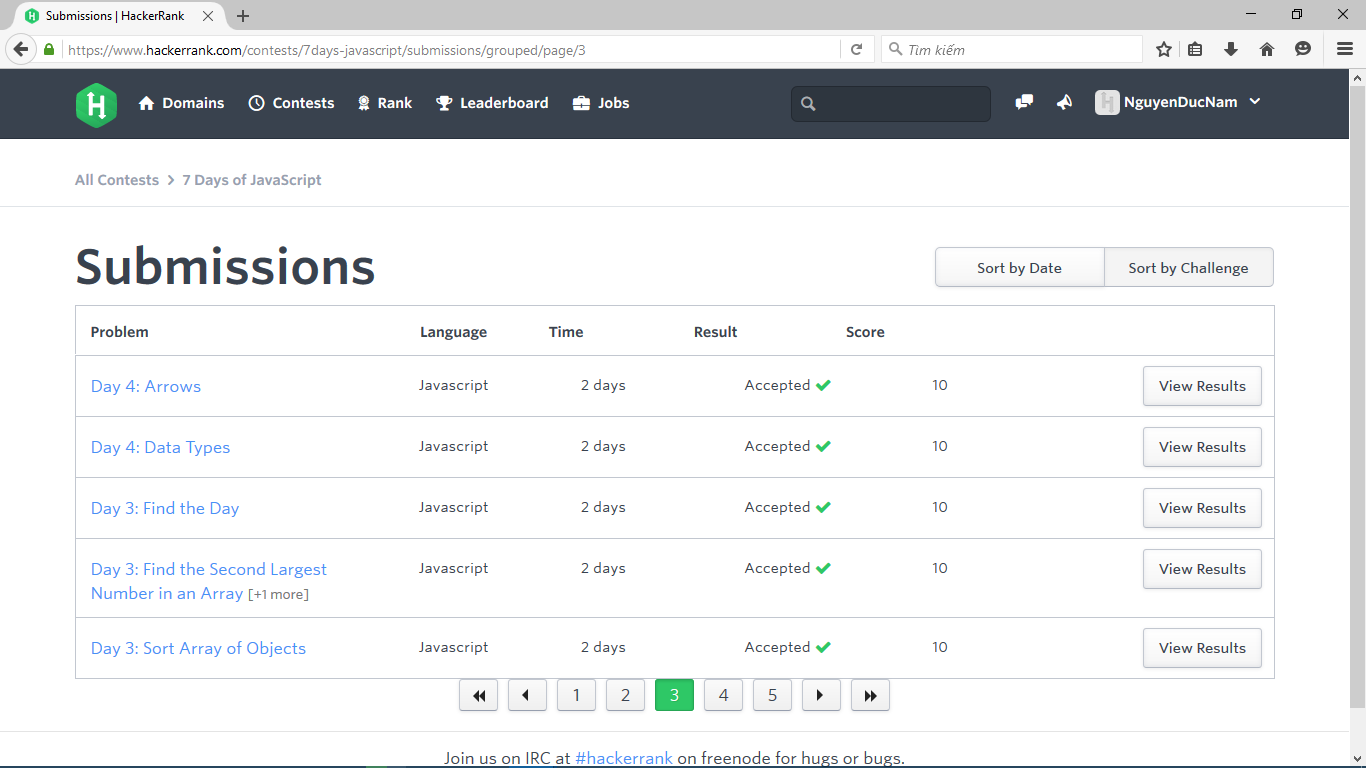 Submissions | HackerRank
https://www.hackerrank.com/contests/7days-javascript/submissions/grouped/page/3
Tìm kiếm
H Domains Contests Rank Leaderboard Jobs H NguyenDucNam
All Contests > 7 Days of JavaScript
Submissions
Sort by Date Sort by Challenge
Problem Language Time Result Score
Day 4: Arrows Javascript 2 days Accepted 10 View Results
Day 4: Data Types Javascript 2 days Accepted 10 View Results
Day 3: Find the Day Javascript 2 days Accepted 10 View Results
Day 3: Find the Second Largest Javascript 2 days Accepted 10 View Results
Number in an Array [+1 more]
Day 3: Sort Array of Objects Javascript 2 days Accepted 10 View Results
1 2 3 4 5
Join us on IRC at #hackerrank on freenode for hugs or bugs.